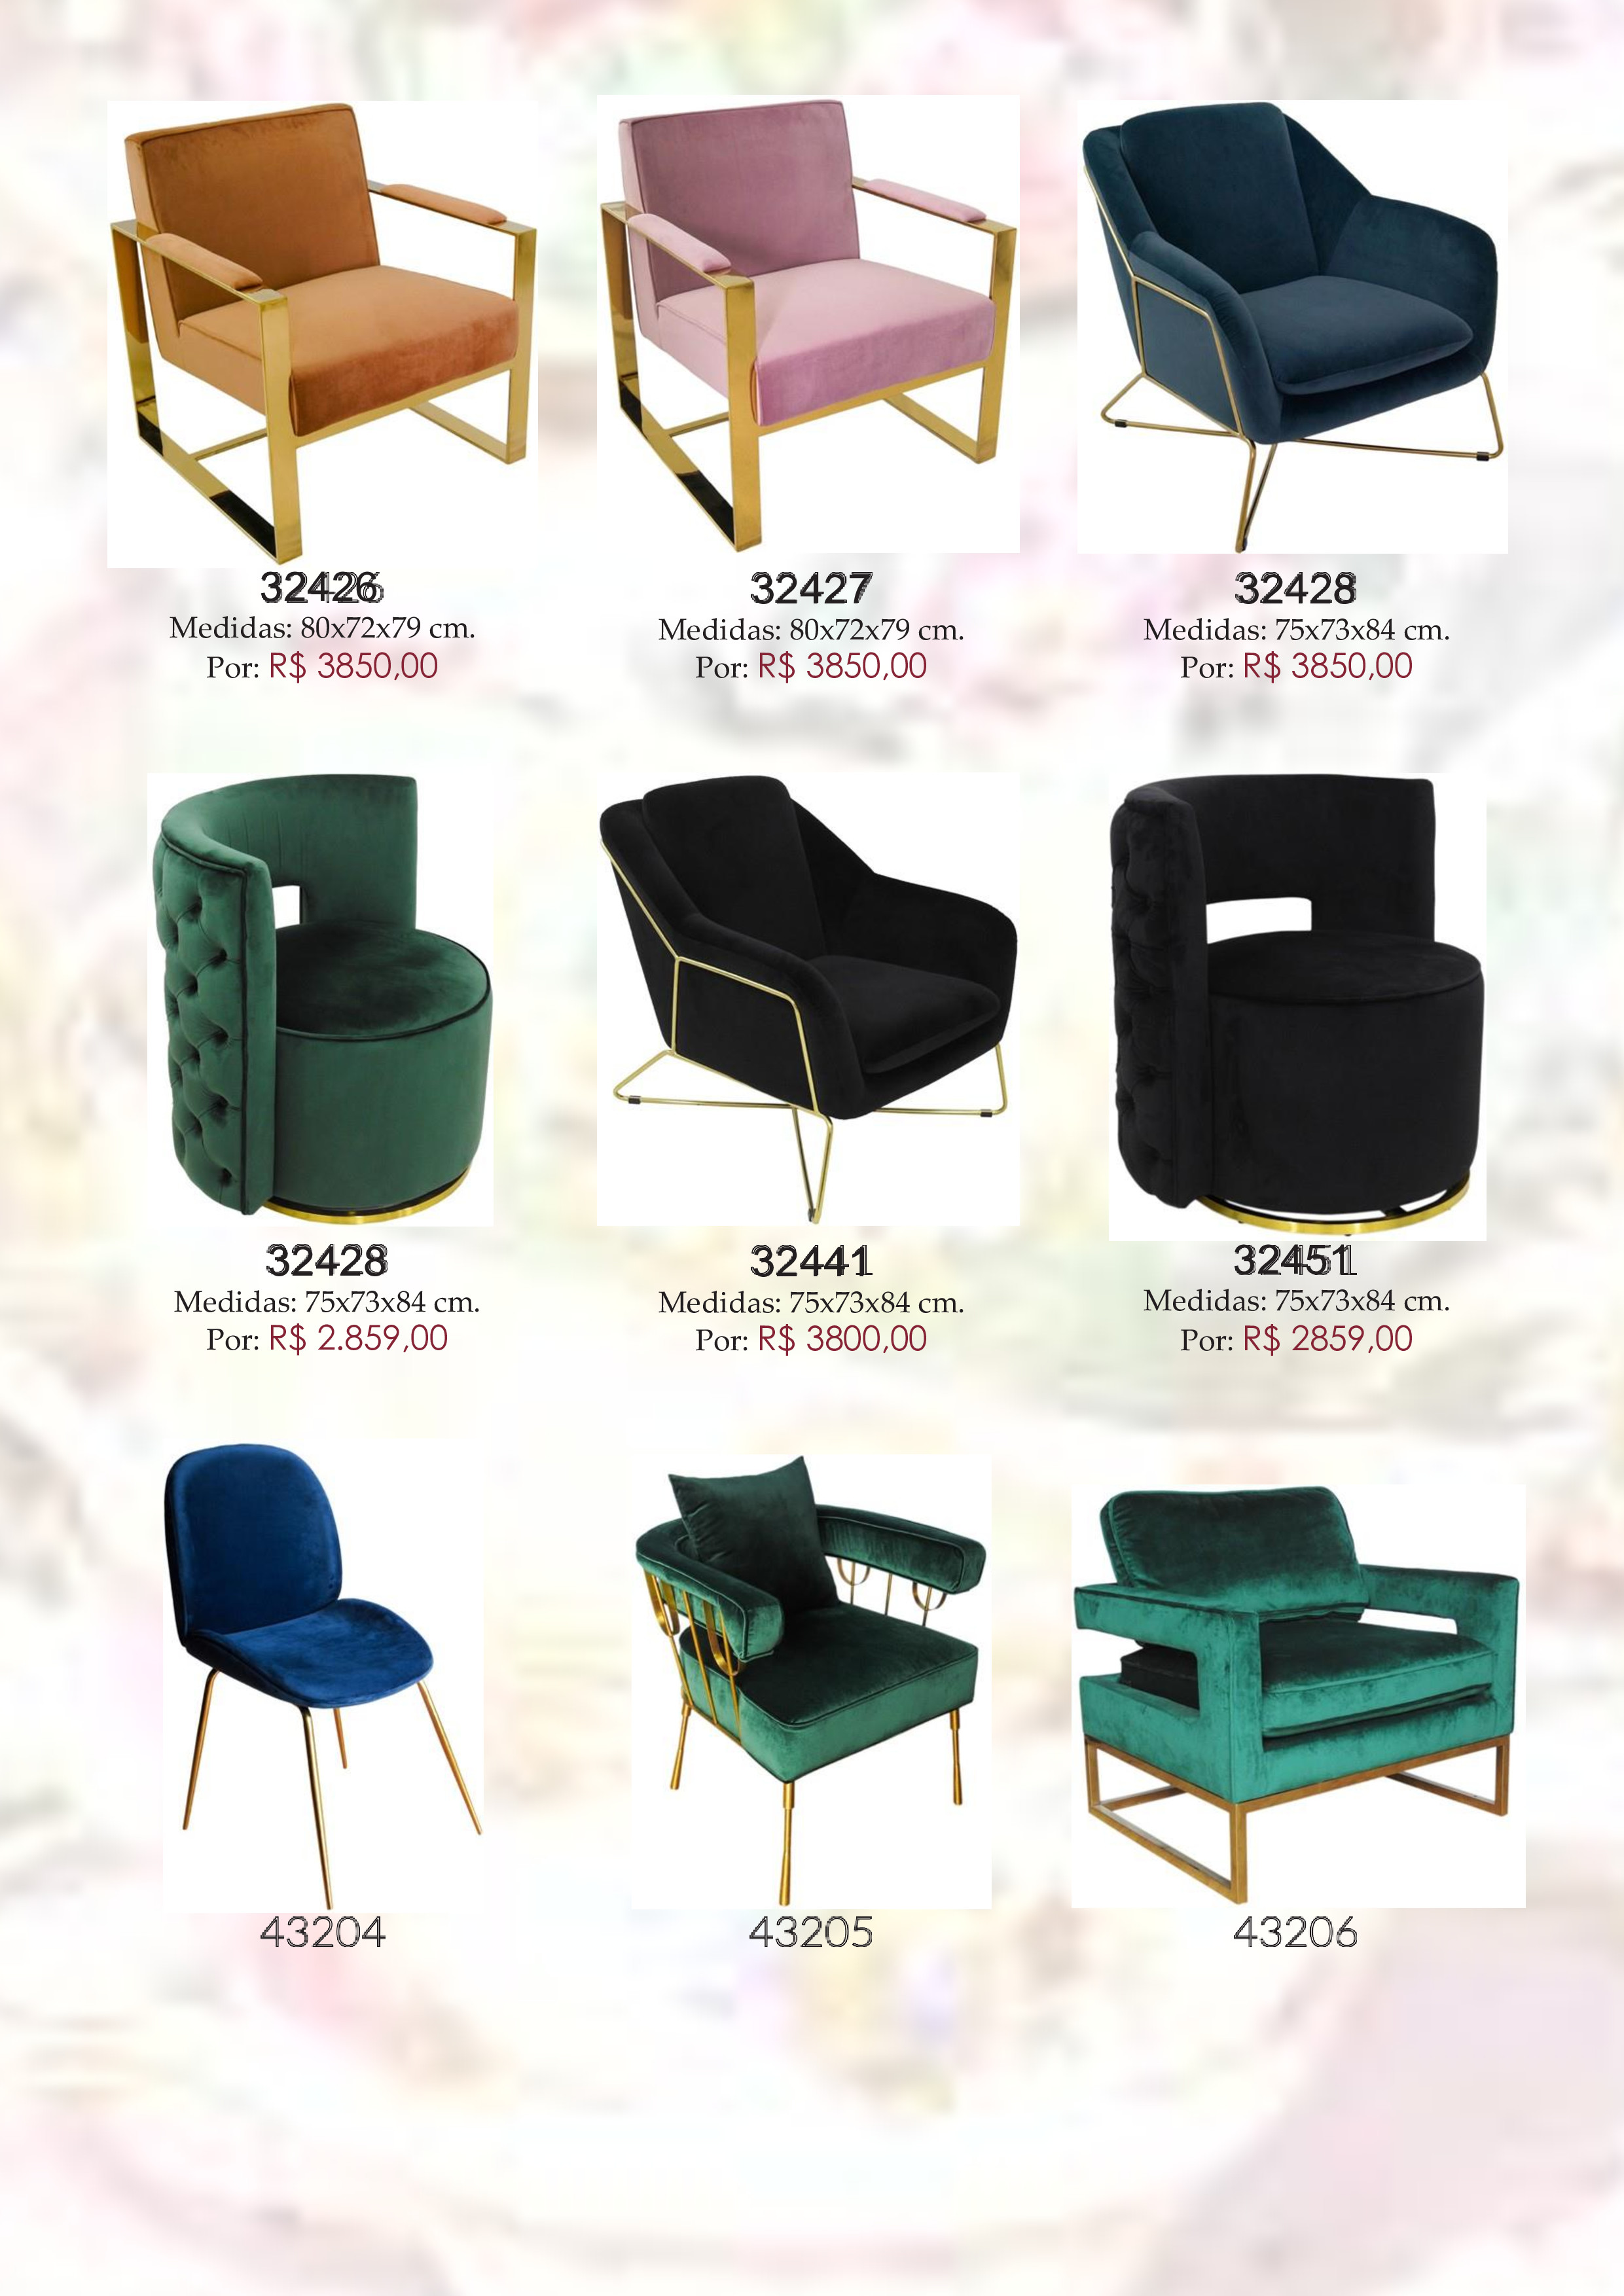 32426
Medidas: 80x72x79 cm.
Por: R$ 3850,00
32427
Medidas: 80x72x79 cm.
Por: R$ 3850,00
32428
Medidas: 75x73x84 cm.
Por: R$ 3850,00
32428
Medidas: 75x73x84 cm.
Por: R$ 2.859,00
32441
Medidas: 75x73x84 cm.
Por: R$ 3800,00
32451
Medidas: 75x73x84 cm.
Por: R$ 2859,00
43204
43205
43206